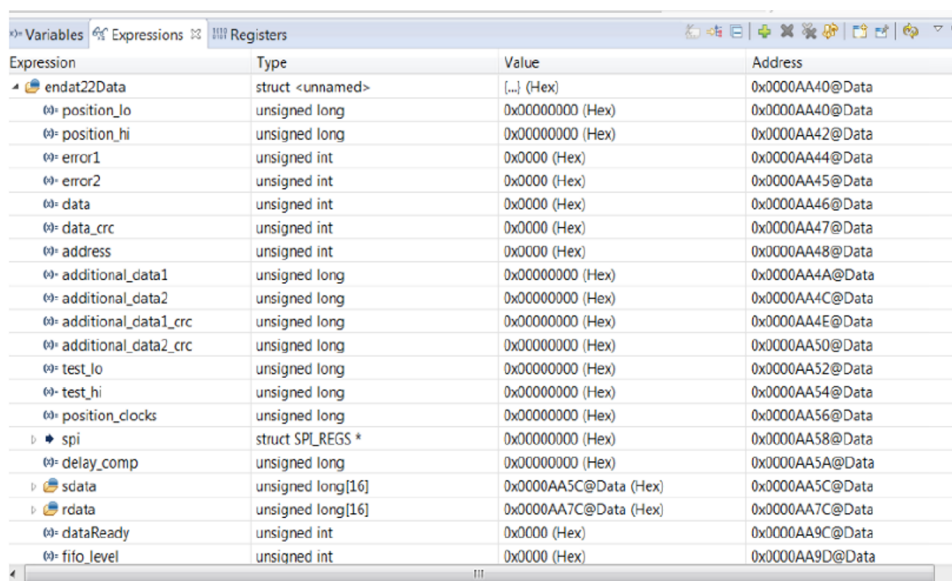 Variables Expressions Registers
Expression Type Value Address
endat22Data struct <unnamed> {...} (Hex) 0x0000AA40@Data
position_lo unsigned long 0x00000000 (Hex) 0x0000AA40@Data
position_hi unsigned long 0x00000000 (Hex) 0x0000AA42@Data
error1 unsigned int 0x0000 (Hex) 0x0000AA44@Data
error2 unsigned int 0x0000 (Hex) 0x0000AA45@Data
data unsigned int 0x0000 (Hex) 0x0000AA46@Data
data_crc unsigned int 0x0000 (Hex) 0x0000AA47@Data
address unsigned int 0x0000 (Hex) 0x0000AA48@Data
additional_data1 unsigned long 0x00000000 (Hex) 0x0000AA4A@Data
additional_data2 unsigned long 0x00000000 (Hex) 0x0000AA4C@Data
additional_data1_crc unsigned long 0x00000000 (Hex) 0x0000AA4E@Data
additional_data2_crc unsigned long 0x00000000 (Hex) 0x0000AA50@Data
test_lo unsigned long 0x00000000 (Hex) 0x0000AA52@Data
test_hi unsigned long 0x00000000 (Hex) 0x0000AA54@Data
position_clocks unsigned long 0x00000000 (Hex) 0x0000AA56@Data
spi struct SPI_REGS * 0x00000000 (Hex) 0x0000AA58@Data
delay_comp unsigned long 0x00000000 (Hex) 0x0000AA5A@Data
sdata unsigned long[16] 0x0000AA5C@Data (Hex) 0x0000AA5C@Data
rdata unsigned long[16] 0x0000AA7C@Data (Hex) 0x0000AA7C@Data
dataReady unsigned int 0x0000 (Hex) 0x0000AA9C@Data
fifo_level unsigned int 0x0000 (Hex) 0x0000AA9D@Data